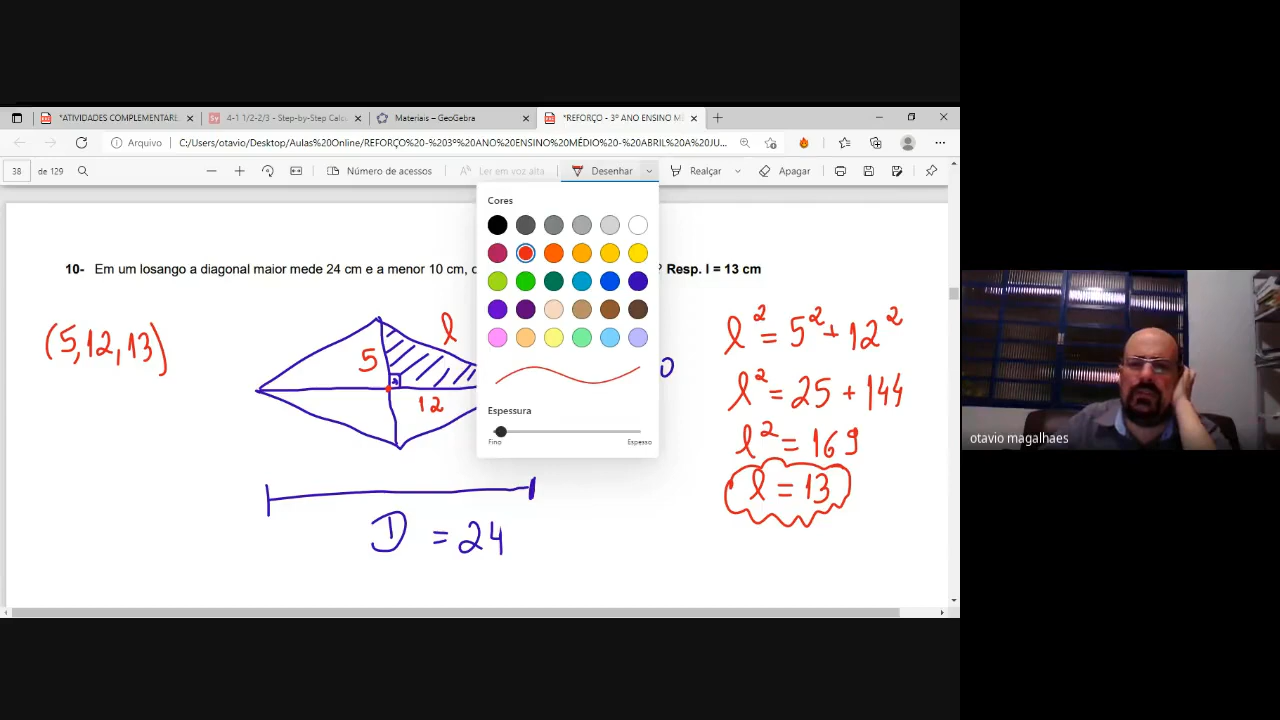 *ATIVIDADES COMPLEMENTARE
4-1 1/2-2/3 - Step-by-Step Calcu
Materiais – GeoGebra
*REFORÇO - 3º ANO ENSINO MÉ
Arquivo
C:/Users/otavio/Desktop/Aulas%20Online/REFORÇO%20-%203º%20ANO%20ENSINO%20MÉDIO%20-%20ABRIL%20A%20JU...
38 de 129
Número de acessos
Ler em voz alta
Desenhar
Realçar
Apagar
Cores
Espessura
Fino
Espesso
10- Em um losango a diagonal maior mede 24 cm e a menor 10 cm,
? Resp. l = 13 cm
(5,12,13)
l
5
12
0
D = 24
l² = 5² + 12²
l² = 25 + 144
l² = 169
l = 13
otavio magalhaes